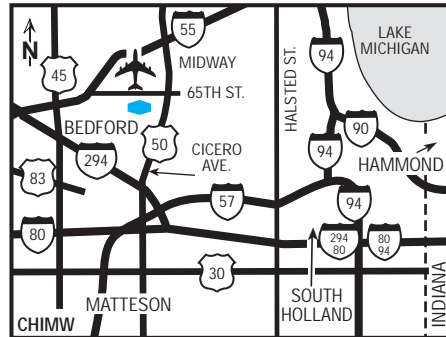 N
55
MIDWAY
LAKE
MICHIGAN
45
94
65TH ST.
HALSTED ST.
BEDFORD
50
CICERO
AVE.
294
94
90
HAMMOND
83
57
94
80
294
80
80
94
30
MATTESON
SOUTH
HOLLAND
INDIANA
CHIMW